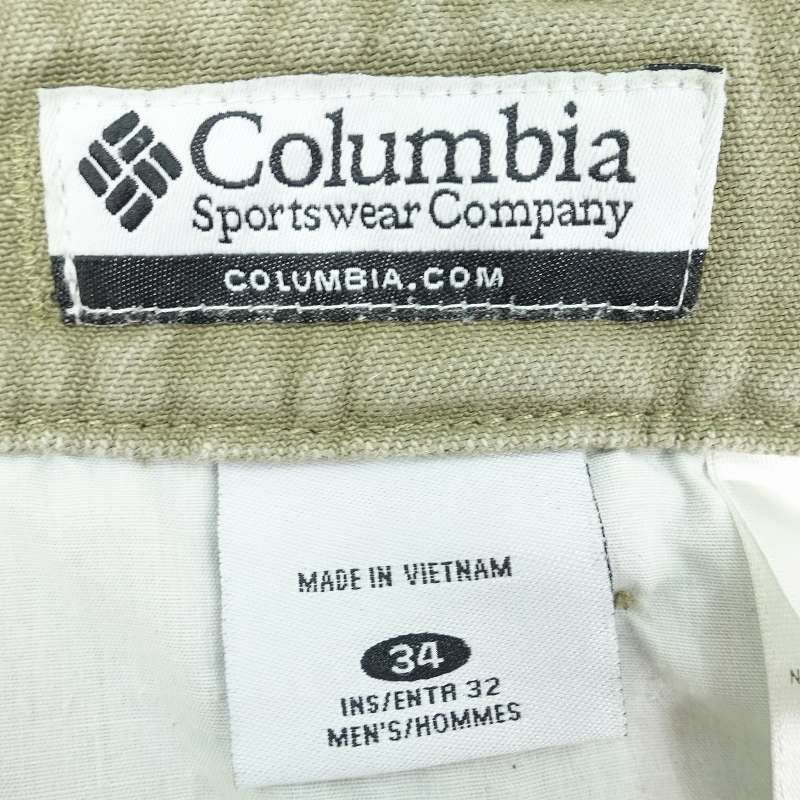 Columbia
Sportswear Company
COLUMBIA.COM
MADE IN VIETNAM
34
INS/ENTR 32
MEN'S/HOMMES
N